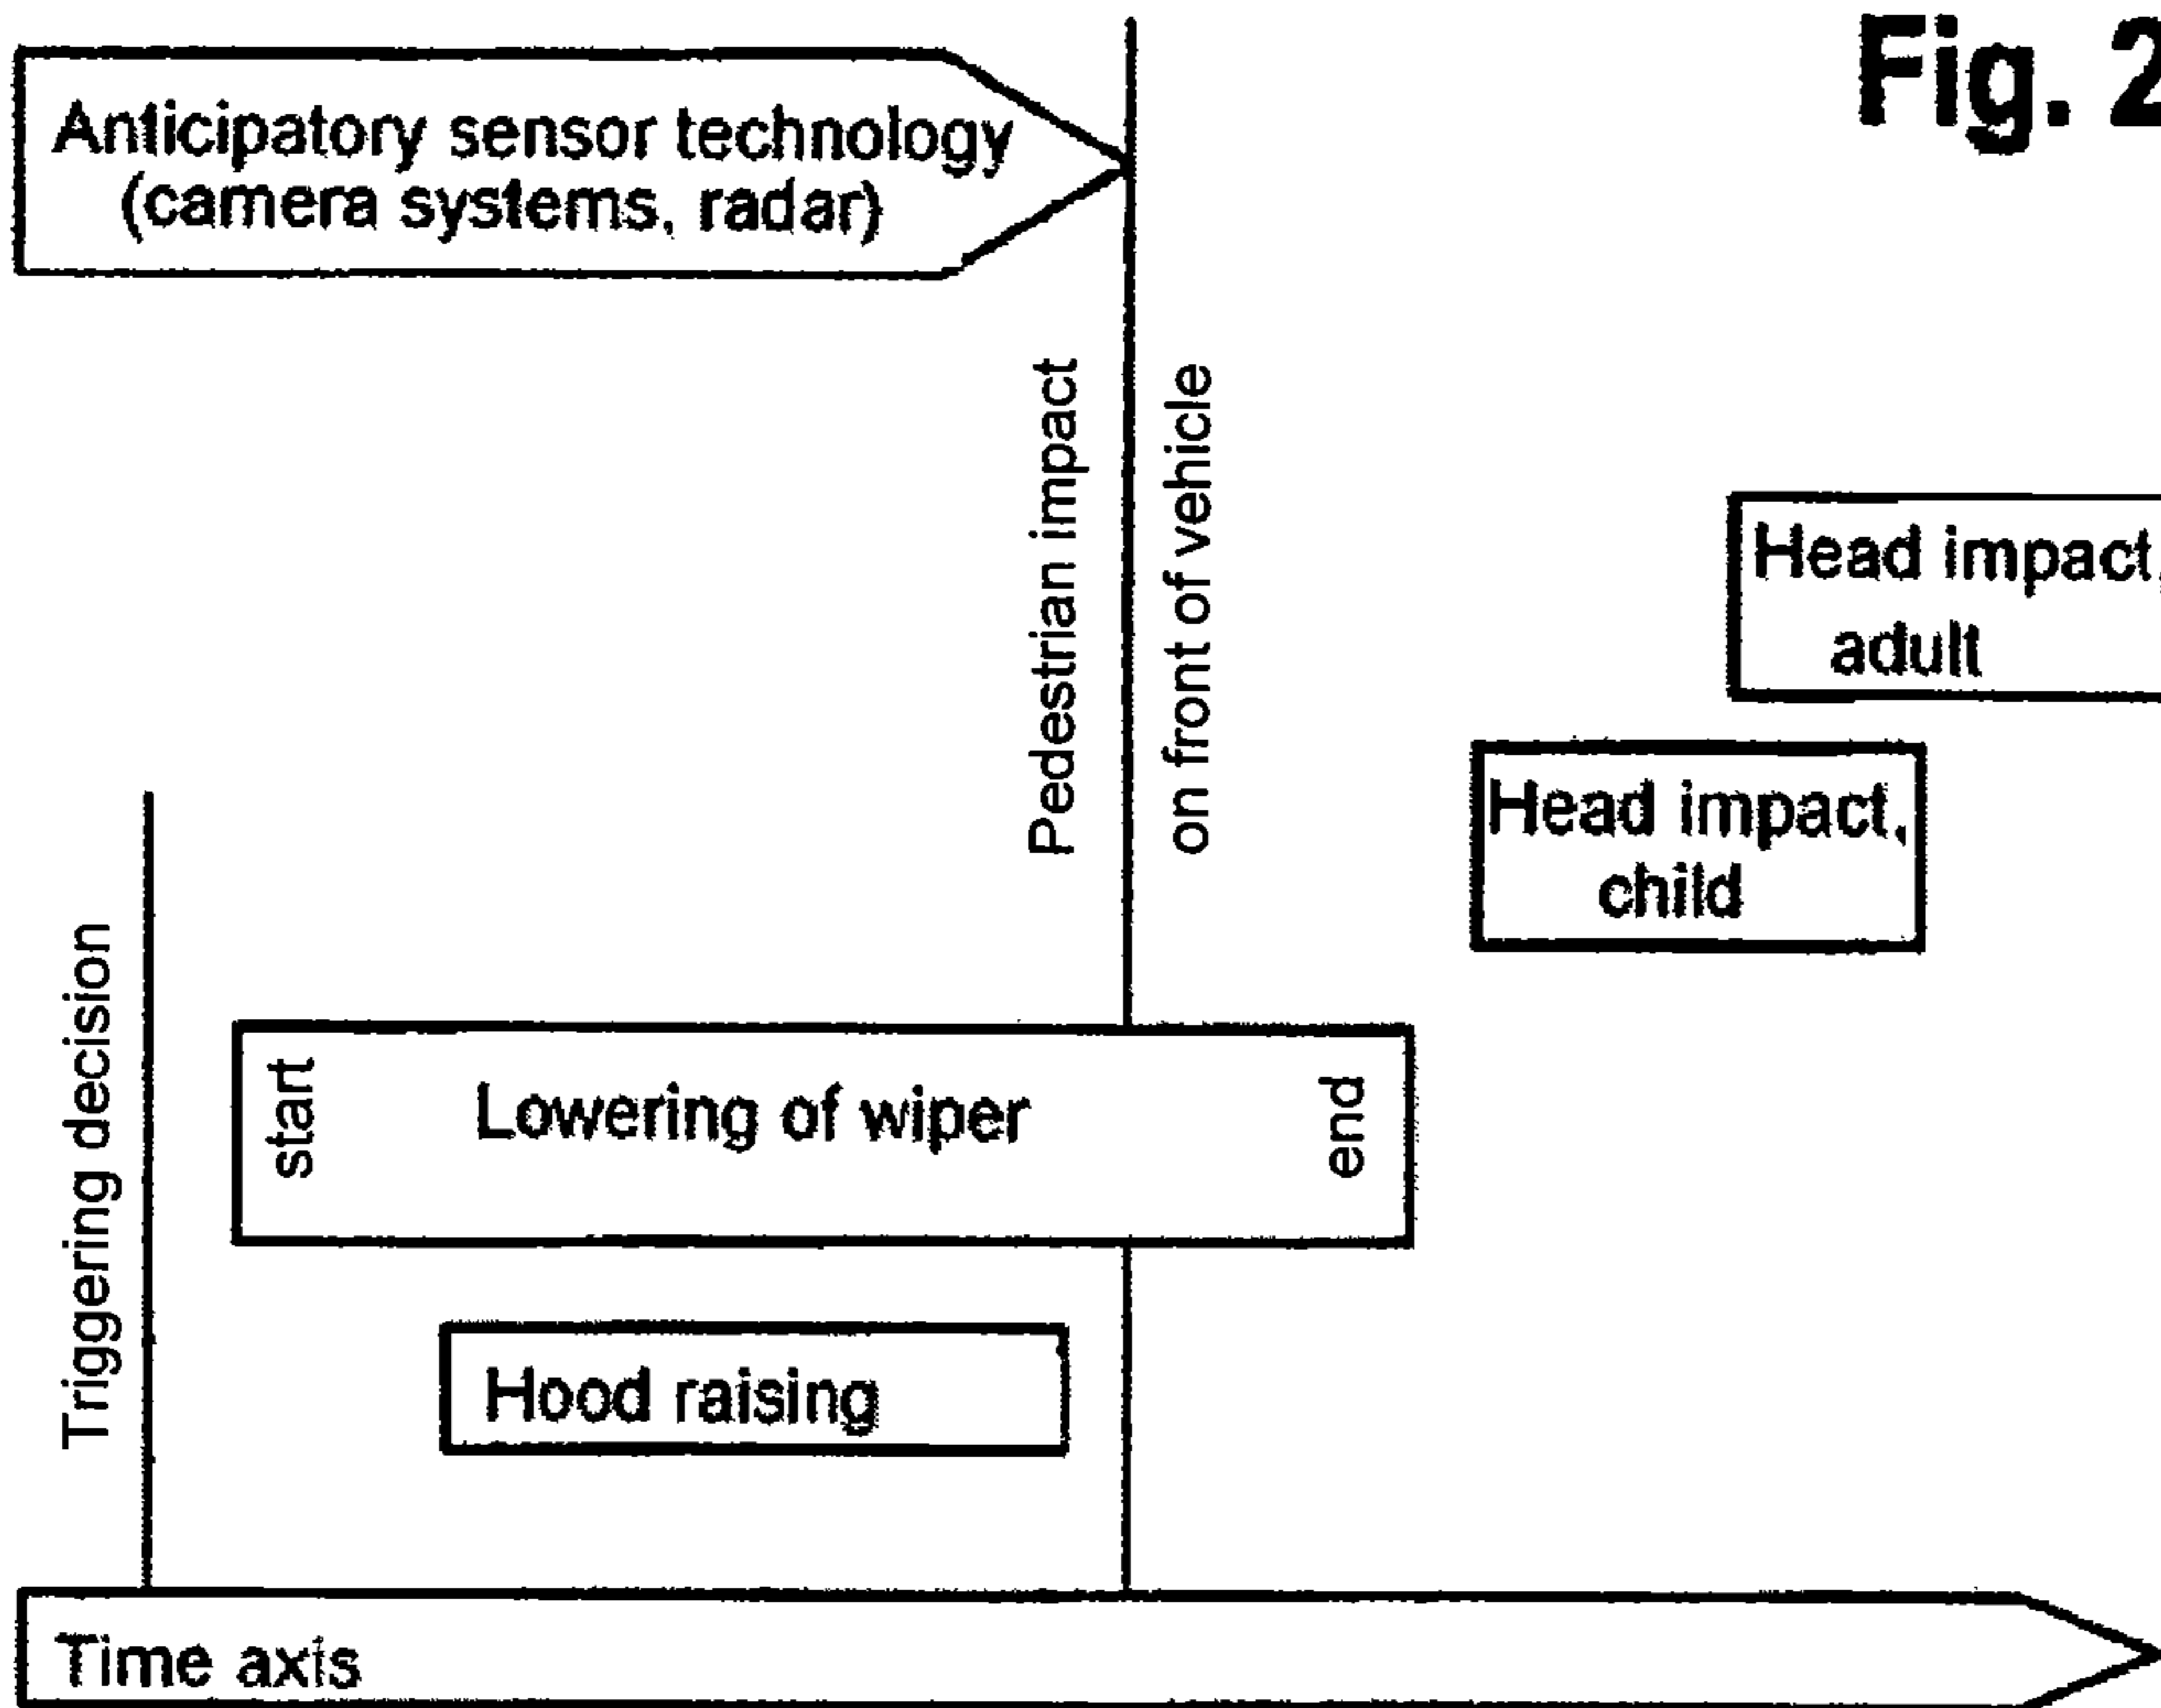 Fig. 2
Anticipatory sensor technology
(camera systems, radar)
Pedestrian impact
on front of vehicle
Head impact,
adult
Head impact,
child
Triggering decision
start
Lowering of wiper
end
Hood raising
Time axis